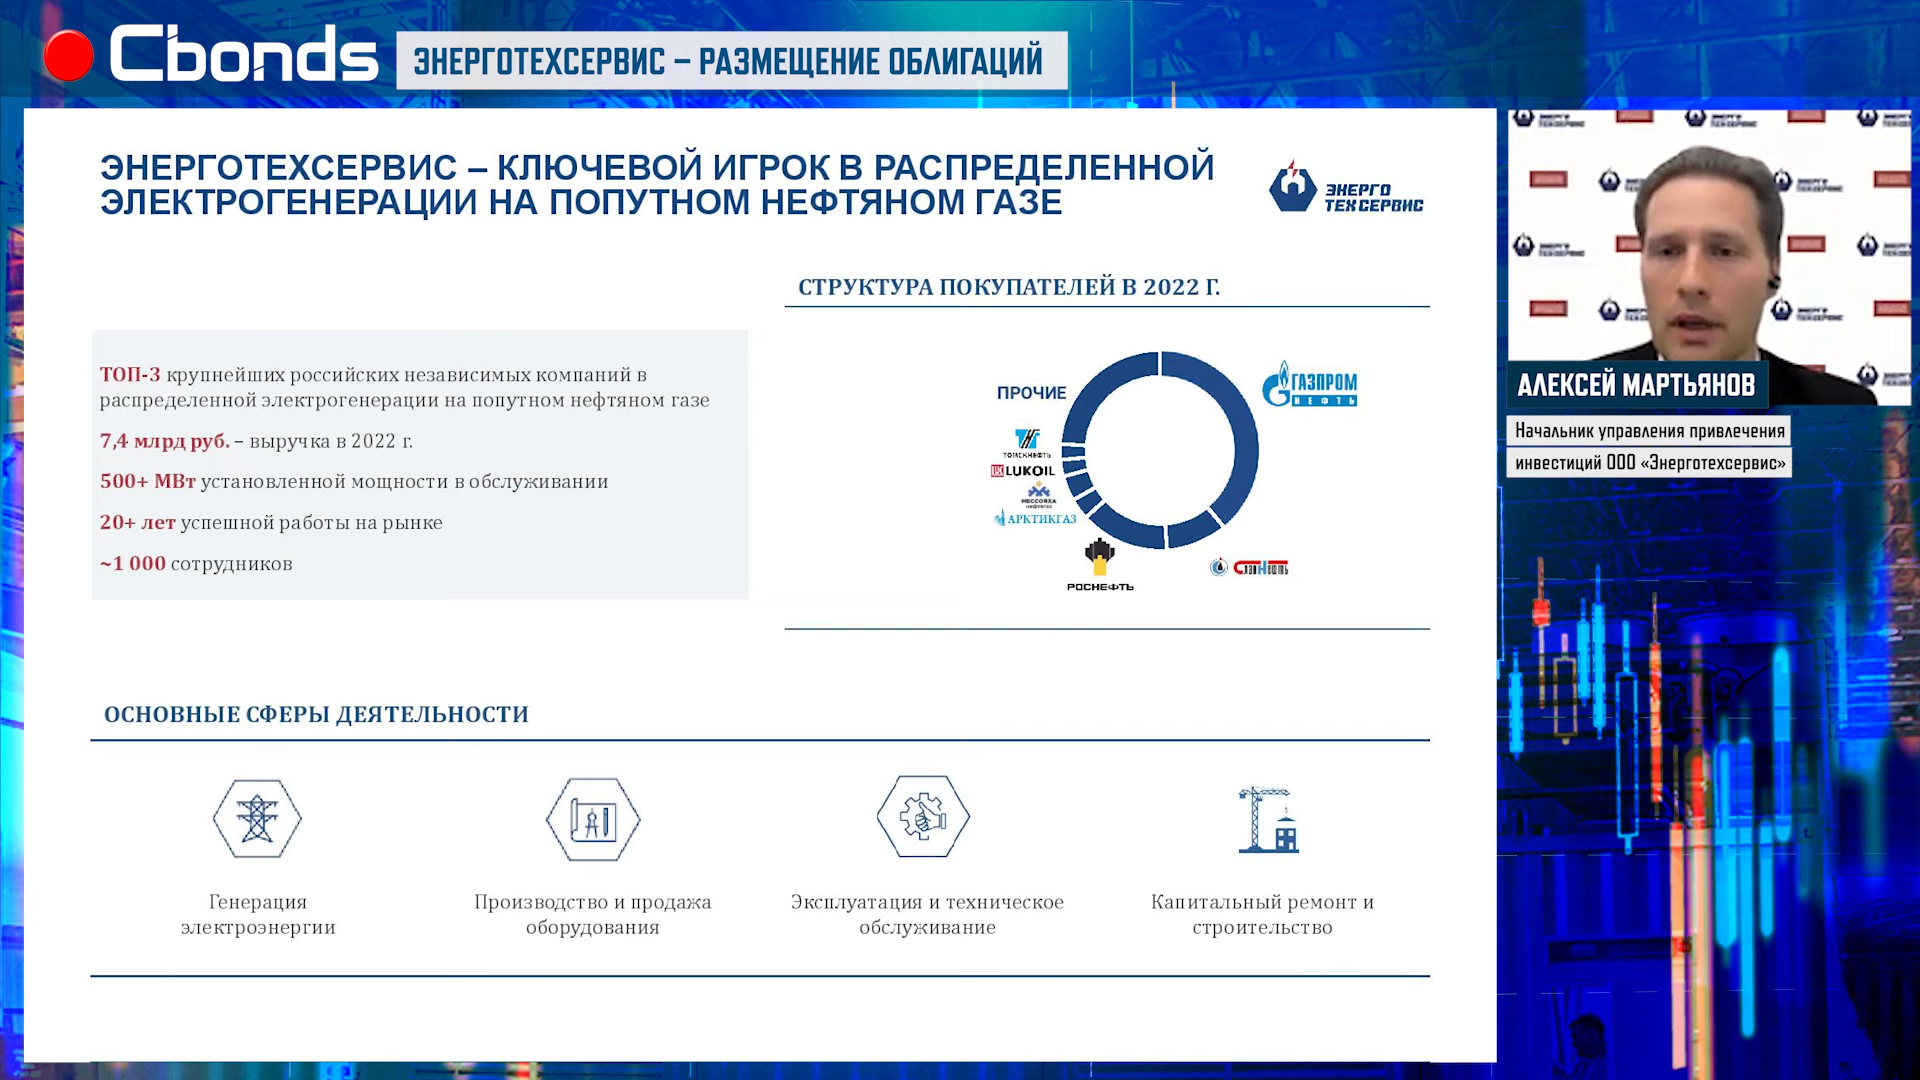 Cbonds
ЭНЕРГОТЕХСЕРВИС – РАЗМЕЩЕНИЕ ОБЛИГАЦИЙ
ЭНЕРГОТЕХСЕРВИС – КЛЮЧЕВОЙ ИГРОК В РАСПРЕДЕЛЕННОЙ
ЭЛЕКТРОГЕНЕРАЦИИ НА ПОПУТНОМ НЕФТЯНОМ ГАЗЕ
ЭНЕРГО
ТЕХСЕРВИС
СТРУКТУРА ПОКУПАТЕЛЕЙ В 2022 Г.
ТОП-3 крупнейших российских независимых компаний в
распределенной электрогенерации на попутном нефтяном газе
7,4 млрд руб. – выручка в 2022 г.
500+ МВт установленной мощности в обслуживании
20+ лет успешной работы на рынке
~1 000 сотрудников
ПРОЧИЕ
ГАЗПРОМ
НЕФТЬ
ТОМСКНЕФТЬ
LUKOIL
МЕССОЯХА
НЕФТЕГАЗ
АРКТИКГАЗ
РОСНЕФТЬ
СЛАВНЕФТЬ
ОСНОВНЫЕ СФЕРЫ ДЕЯТЕЛЬНОСТИ
Генерация
электроэнергии
Производство и продажа
оборудования
Эксплуатация и техническое
обслуживание
Капитальный ремонт и
строительство
АЛЕКСЕЙ МАРТЬЯНОВ
Начальник управления привлечения
инвестиций ООО «Энерготехсервис»